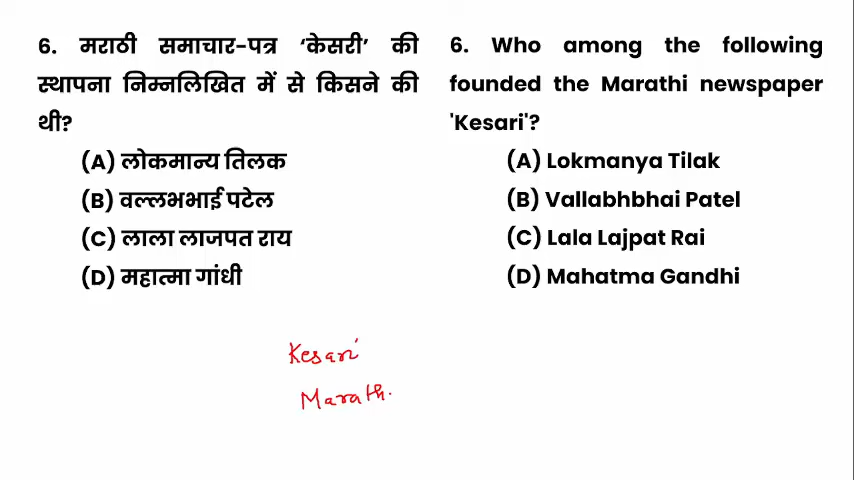 6. मराठी समाचार-पत्र ‘केसरी’ की
स्थापना निम्नलिखित में से किसने की
थी?
(A) लोकमान्य तिलक
(B) वल्लभभाई पटेल
(C) लाला लाजपत राय
(D) महात्मा गांधी
6. Who among the following
founded the Marathi newspaper
'Kesari'?
(A) Lokmanya Tilak
(B) Vallabhbhai Patel
(C) Lala Lajpat Rai
(D) Mahatma Gandhi
Kesari
Marath.